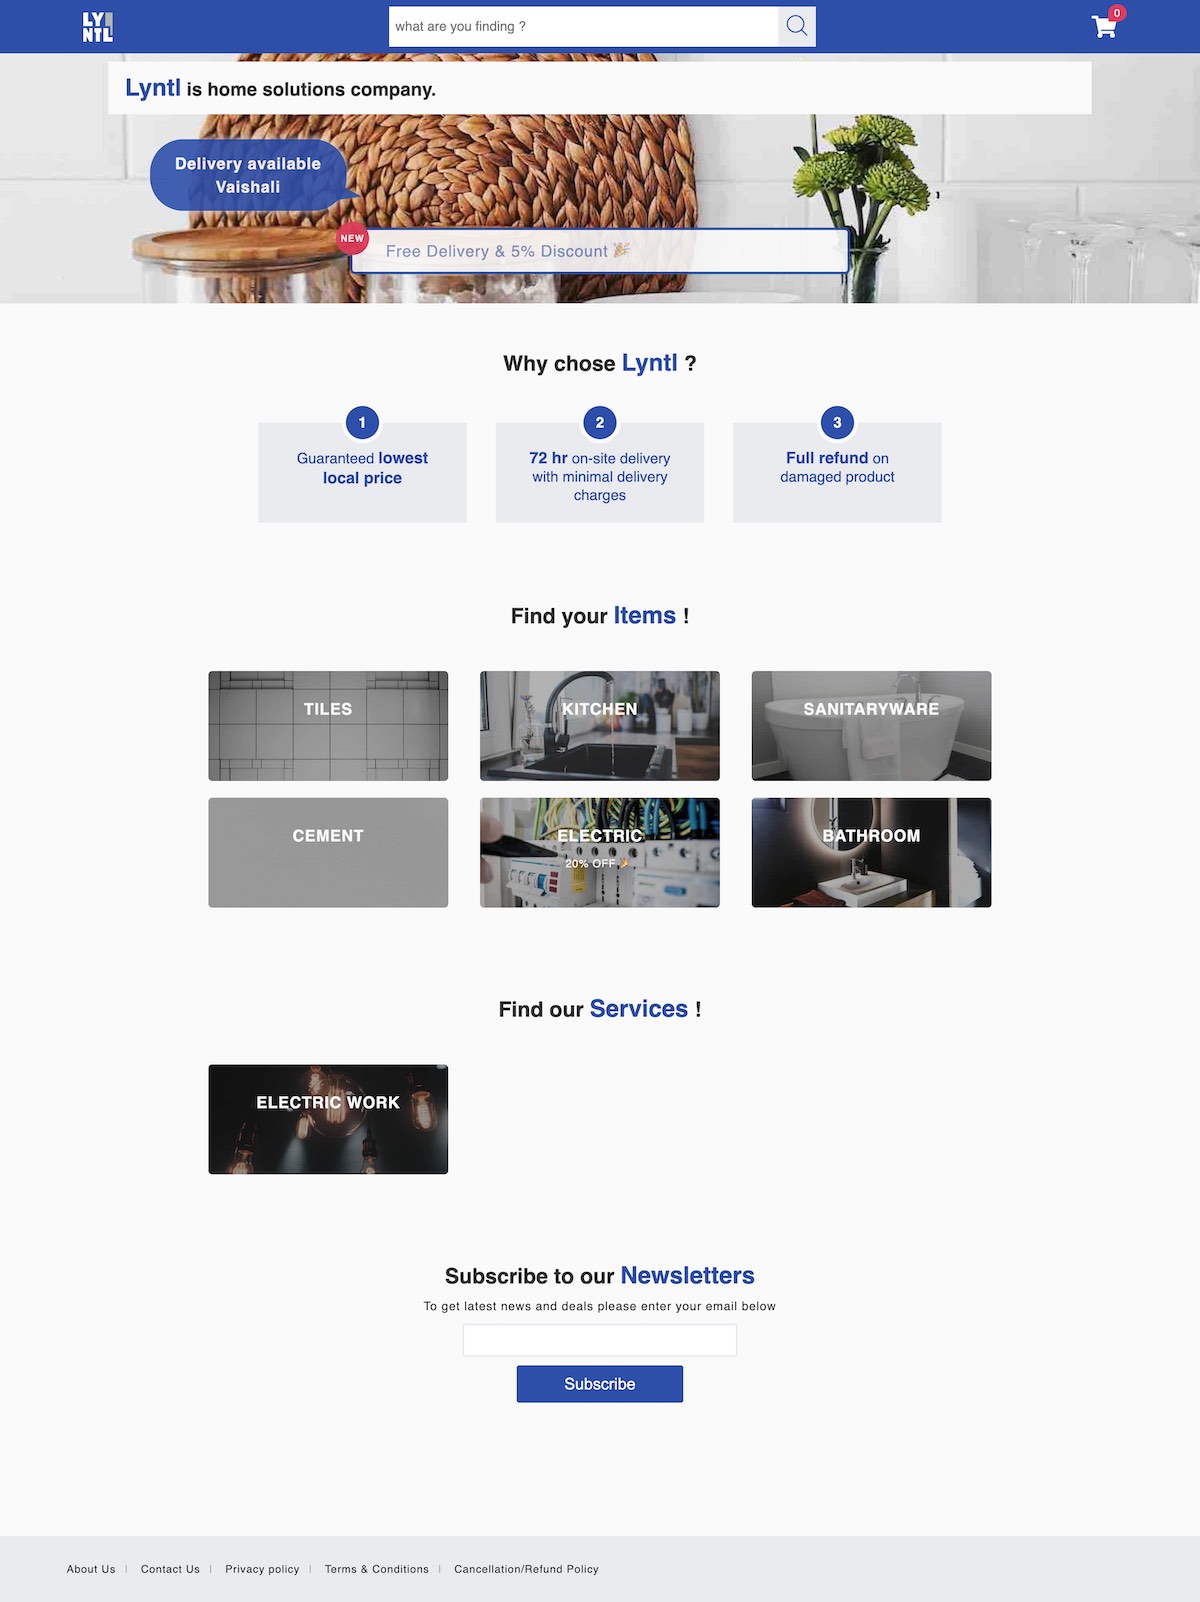 LY
NTL
what are you finding ?
0
Lyntl is home solutions company.
Delivery available
Vaishali
NEW
Free Delivery & 5% Discount 🎉
Why chose Lyntl ?
1
Guaranteed lowest
local price
2
72 hr on-site delivery
with minimal delivery
charges
3
Full refund on
damaged product
Find your Items !
TILES
KITCHEN
SANITARYWARE
CEMENT
ELECTRIC
20% OFF 🎉
BATHROOM
Find our Services !
ELECTRIC WORK
Subscribe to our Newsletters
To get latest news and deals please enter your email below
Subscribe
About Us | Contact Us | Privacy policy | Terms & Conditions | Cancellation/Refund Policy